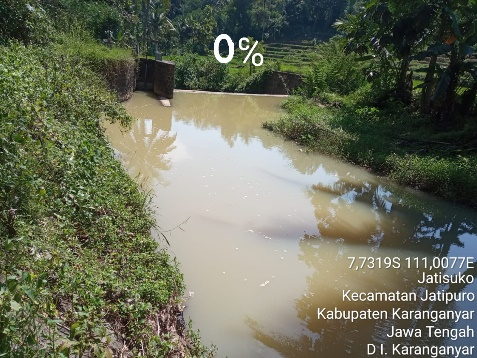 0%
7,7319S 111,0077E
Jatisuko
Kecamatan Jatipuro
Kabupaten Karanganyar
Jawa Tengah
D I. Karanganyar